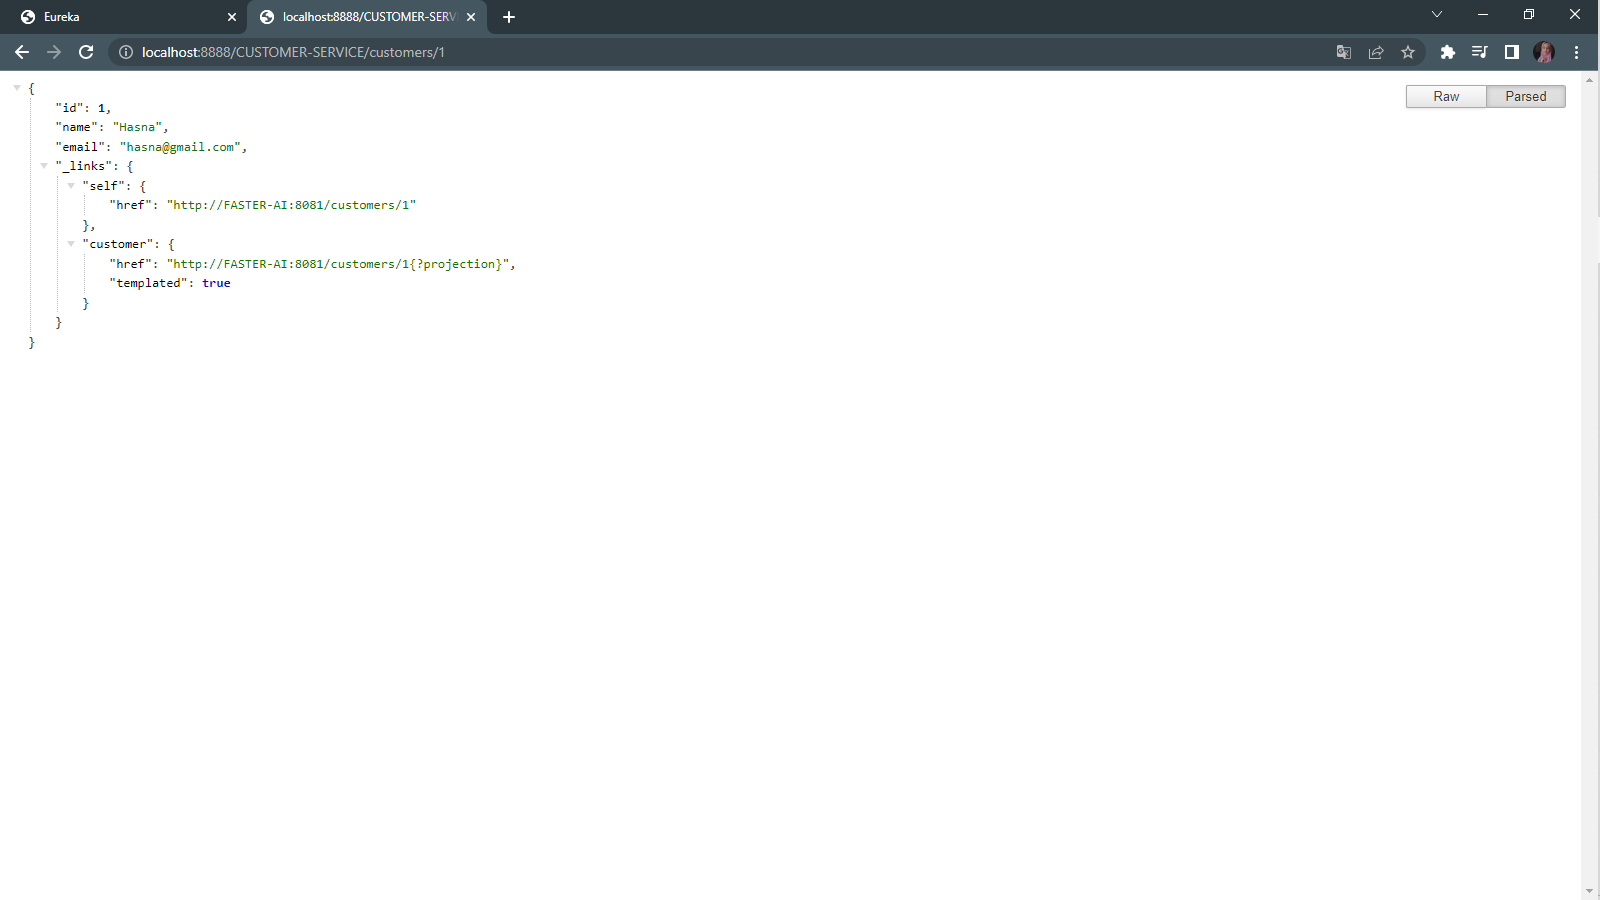 Eureka
localhost:8888/CUSTOMER-SERV
localhost:8888/CUSTOMER-SERVICE/customers/1
Raw Parsed
{
"id": 1,
"name": "Hasna",
"email": "hasna@gmail.com",
"_links": {
"self": {
"href": "http://FASTER-AI:8081/customers/1"
},
"customer": {
"href": "http://FASTER-AI:8081/customers/1{?projection}",
"templated": true
}
}
}